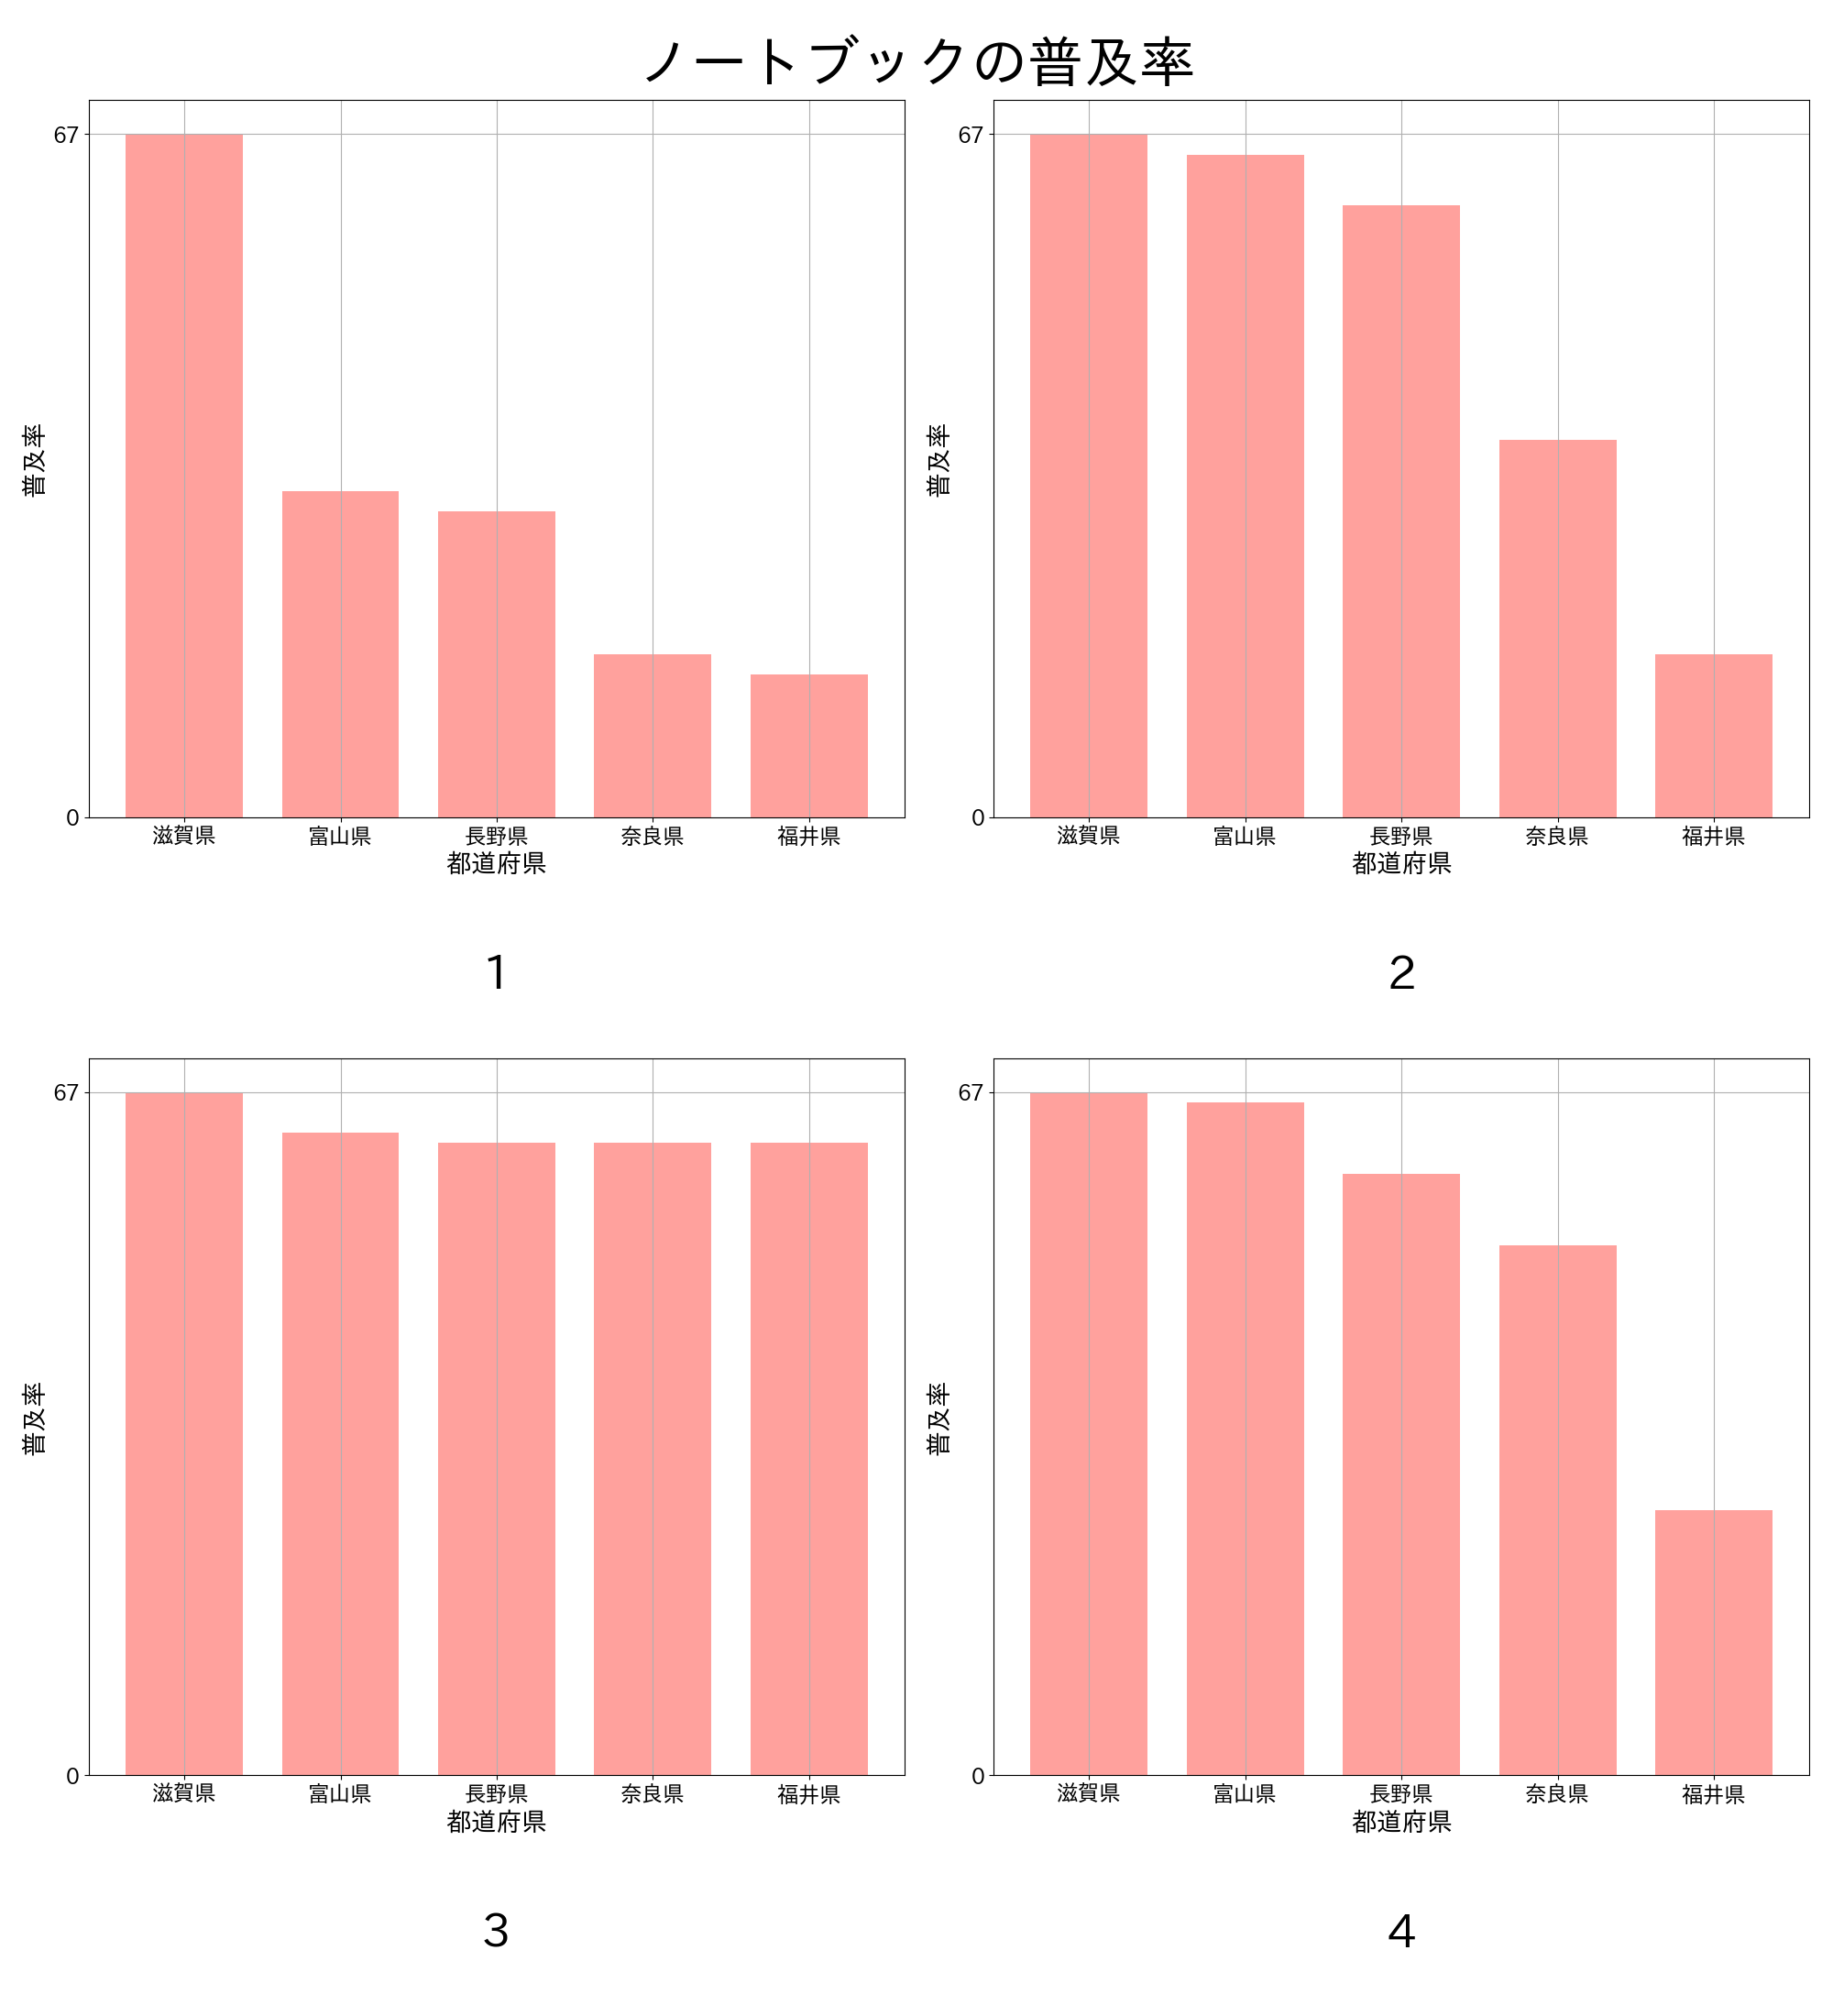 ノートブックの普及率
67
0
普及率
滋賀県 富山県 長野県 奈良県 福井県
都道府県
1
67
0
普及率
滋賀県 富山県 長野県 奈良県 福井県
都道府県
2
67
0
普及率
滋賀県 富山県 長野県 奈良県 福井県
都道府県
3
67
0
普及率
滋賀県 富山県 長野県 奈良県 福井県
都道府県
4